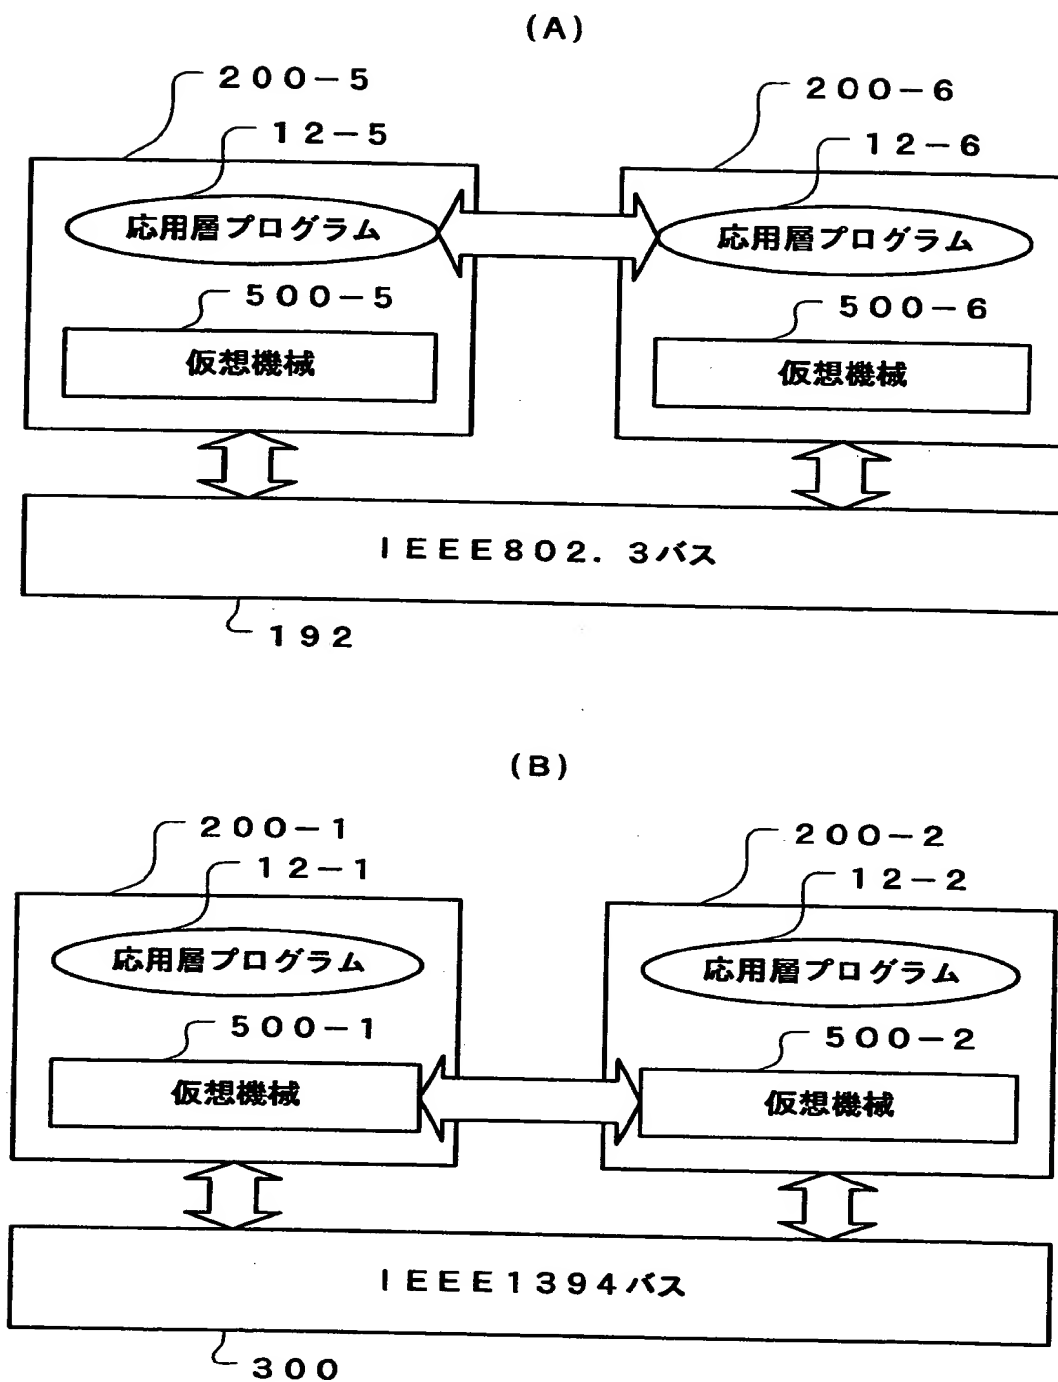 (A)
200-5
200-6
12-5
12-6
応用層プログラム
応用層プログラム
500-5
500-6
仮想機械
仮想機械
IEEE802.3バス
192
(B)
200-1
200-2
12-1
12-2
応用層プログラム
応用層プログラム
500-1
500-2
仮想機械
仮想機械
IEEE1394バス
300